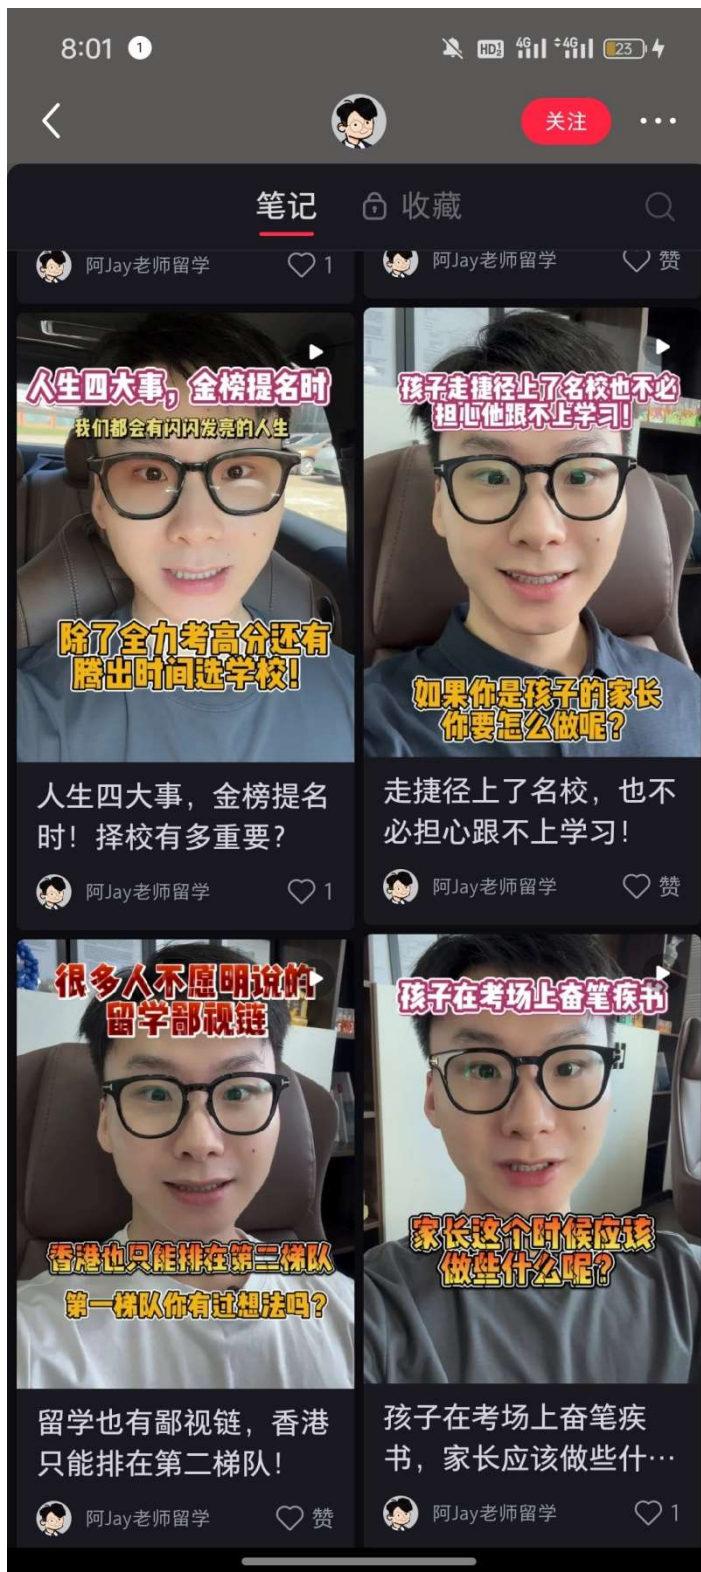 8:01 1 HD 4G 4G 23
关注
笔记 收藏
阿Jay老师留学 1
阿Jay老师留学 赞
人生四大事，金榜提名时
我们都会有闪闪发亮的人生
除了全力考高分还有
腾出时间选学校！
人生四大事，金榜提名
时！择校有多重要？
阿Jay老师留学 1
孩子走捷径上了名校也不必
担心他跟不上学习！
如果你是孩子的家长
你要怎么做呢？
走捷径上了名校，也不
必担心跟不上学习！
阿Jay老师留学 赞
很多人不愿明说的
留学鄙视链
香港也只能排在第二梯队
第一梯队你有过想法吗？
留学也有鄙视链，香港
只能排在第二梯队！
阿Jay老师留学 赞
孩子在考场上奋笔疾书
家长这个时候应该
做些什么呢？
孩子在考场上奋笔疾
书，家长应该做些什…
阿Jay老师留学 1